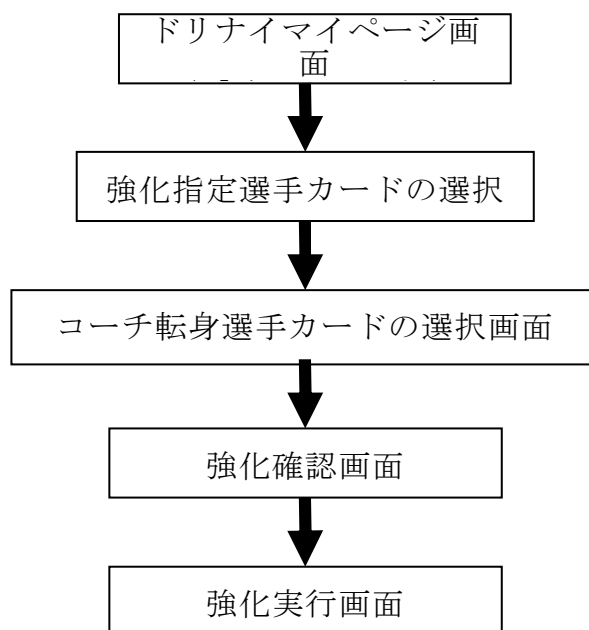 ドリナイマイページ画
面
強化指定選手カードの選択
コーチ転身選手カードの選択画面
強化確認画面
強化実行画面